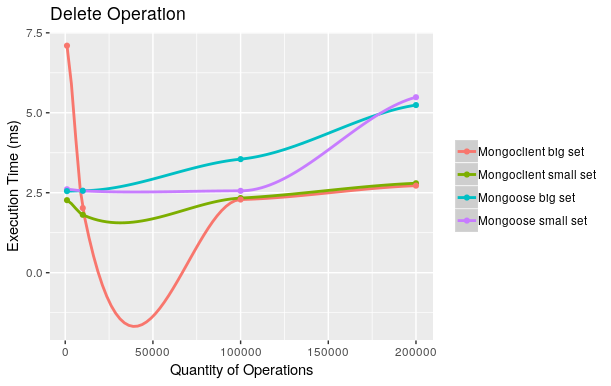 Delete Operation
7.5
5.0
2.5
0.0
Execution Time (ms)
0
50000
100000
150000
200000
Quantity of Operations
Mongoclient big set
Mongoclient small set
Mongoose big set
Mongoose small set